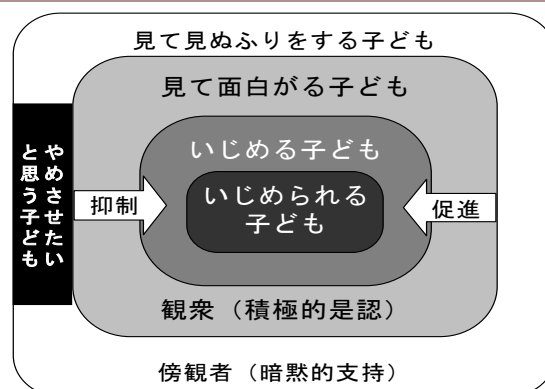 見て見ぬふりをする子ども
見て面白がる子ども
いじめる子ども
いじめられる
子ども
やめさせたい
と思う子ども
抑制
促進
観衆（積極的是認）
傍観者（暗黙的支持）